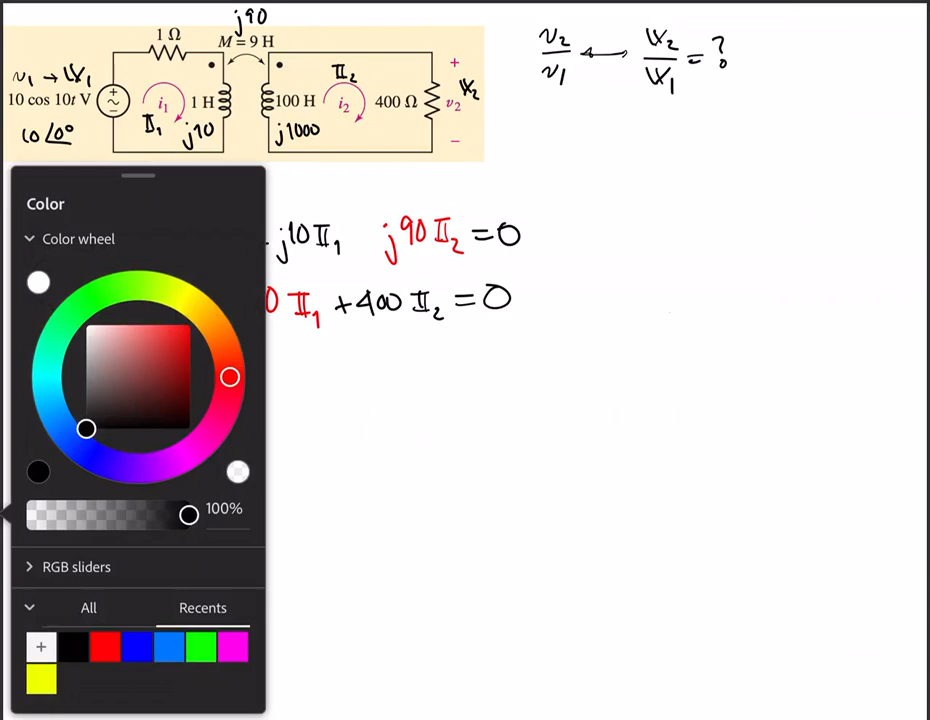 j90
1 Ω
M = 9 H
v₁ → V₁
10 cos 10t V
10∠0°
+
~
−
i₁
I₁
1 H
j10
100 H
j1000
I₂
i₂
400 Ω
+
v₂
V₂
−
v₂/v₁ ⟷ V₂/V₁ = ?
- j10 I₁ j90 I₂ = 0
0 I₁ + 400 I₂ = 0
Color
Color wheel
100%
RGB sliders
All Recents
+